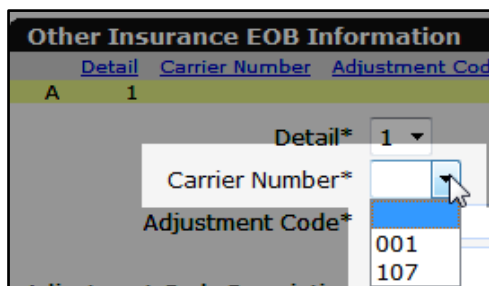 Other Insurance EOB Information
Detail Carrier Number Adjustment Cod
A 1
Detail* 1
Carrier Number*
Adjustment Code*
001
107